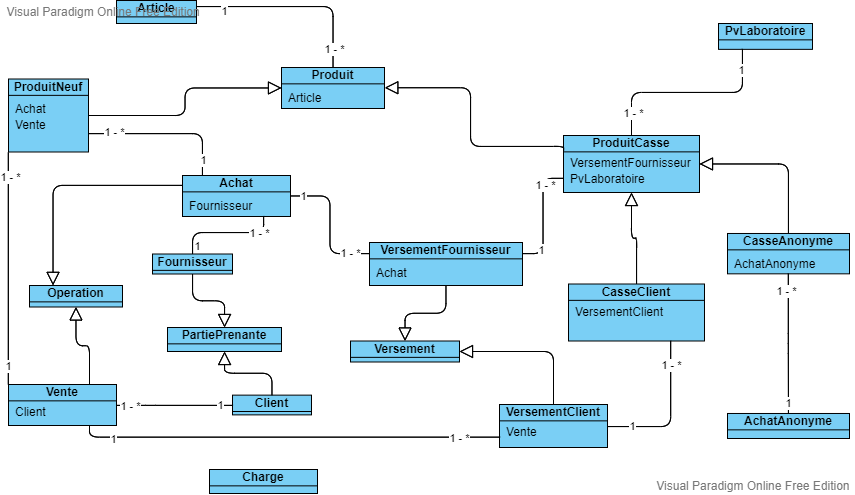 Visual Paradigm Online Free Edition
Article
1
1 - *
PvLaboratoire
1
1 - *
Produit
Article
ProduitNeuf
Achat
Vente
1 - *
1
1 - *
1
ProduitCasse
VersementFournisseur
PvLaboratoire
1 - *
1
Achat
Fournisseur
1
1 - *
1 - *
1
Fournisseur
VersementFournisseur
Achat
CasseAnonyme
AchatAnonyme
1 - *
1
Operation
CasseClient
VersementClient
1 - *
1
PartiePrenante
Versement
Vente
Client
1 - *
1
Client
1
1 - *
VersementClient
Vente
AchatAnonyme
Charge
Visual Paradigm Online Free Edition